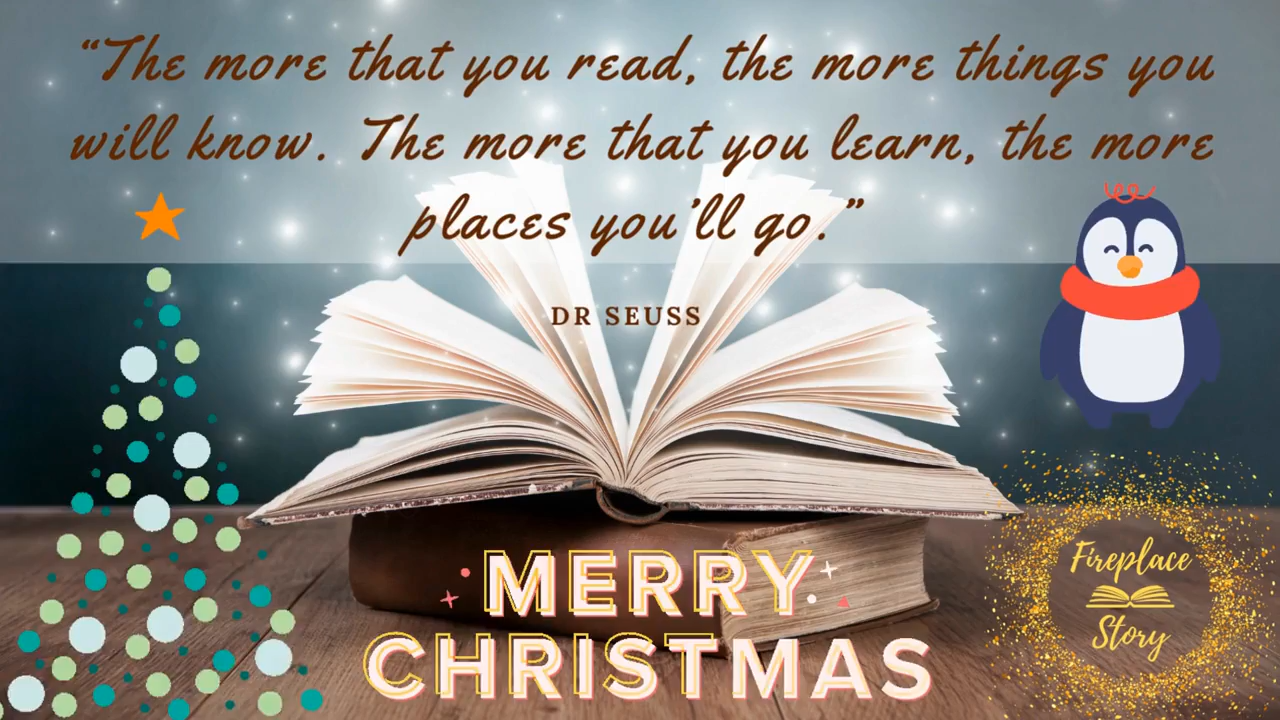 “The more that you read, the more things you
will know. The more that you learn, the more
places you’ll go.”
DR SEUSS
MERRY
CHRISTMAS
Fireplace
Story